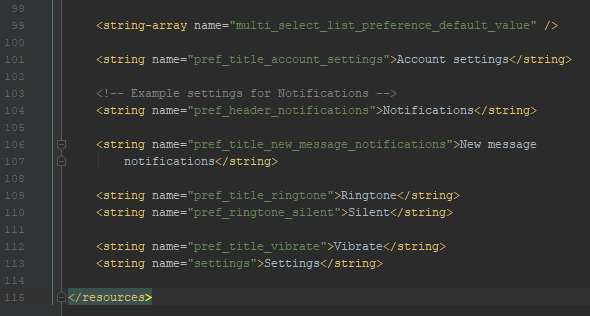 98
99 <string-array name="multi_select_list_preference_default_value" />
100
101 <string name="pref_title_account_settings">Account settings</string>
102
103 <!-- Example settings for Notifications -->
104 <string name="pref_header_notifications">Notifications</string>
105
106 <string name="pref_title_new_message_notifications">New message
107 notifications</string>
108
109 <string name="pref_title_ringtone">Ringtone</string>
110 <string name="pref_ringtone_silent">Silent</string>
111
112 <string name="pref_title_vibrate">Vibrate</string>
113 <string name="settings">Settings</string>
114
115 </resources>